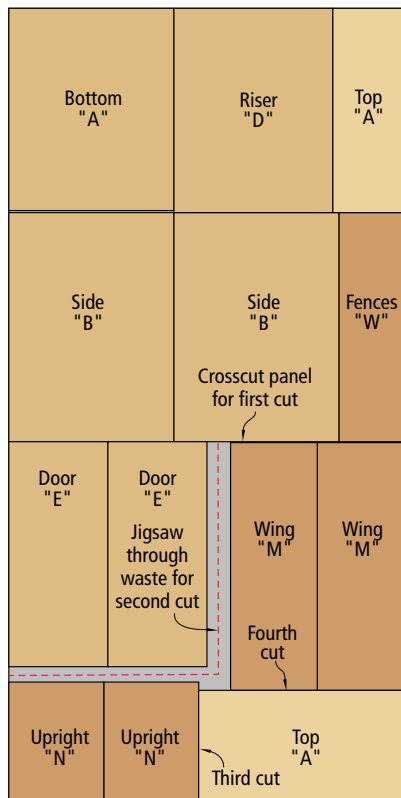 Bottom
"A"
Riser
"D"
Top
"A"
Side
"B"
Side
"B"
Fences
"W"
Crosscut panel
for first cut
Door
"E"
Door
"E"
Jigsaw
through
waste for
second cut
Wing
"M"
Wing
"M"
Fourth
cut
Upright
"N"
Upright
"N"
Third cut
Top
"A"